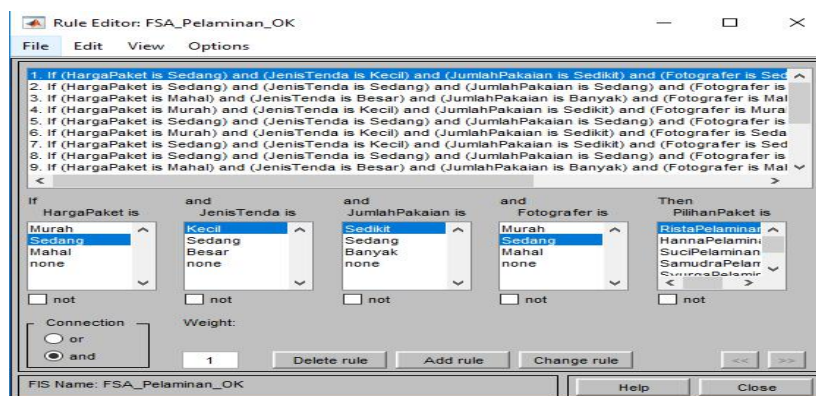 Rule Editor: FSA_Pelaminan_OK
File Edit View Options
1. If (HargaPaket is Sedang) and (JenisTenda is Kecil) and (JumlahPakaian is Sedikit) and (Fotografer is Sed
2. If (HargaPaket is Sedang) and (JenisTenda is Sedang) and (JumlahPakaian is Sedang) and (Fotografer is
3. If (HargaPaket is Mahal) and (JenisTenda is Besar) and (JumlahPakaian is Banyak) and (Fotografer is Mal
4. If (HargaPaket is Murah) and (JenisTenda is Kecil) and (JumlahPakaian is Sedikit) and (Fotografer is Mura
5. If (HargaPaket is Sedang) and (JenisTenda is Sedang) and (JumlahPakaian is Sedang) and (Fotografer is
6. If (HargaPaket is Murah) and (JenisTenda is Kecil) and (JumlahPakaian is Sedikit) and (Fotografer is Seda
7. If (HargaPaket is Sedang) and (JenisTenda is Kecil) and (JumlahPakaian is Sedikit) and (Fotografer is
8. If (HargaPaket is Sedang) and (JenisTenda is Sedang) and (JumlahPakaian is Sedang) and (Fotografer is
9. If (HargaPaket is Mahal) and (JenisTenda is Besar) and (JumlahPakaian is Banyak) and (Fotografer is Mal
If and and and Then
HargaPaket is JenisTenda is JumlahPakaian is Fotografer is PilihanPaket is
Murah Kecil Sedikit Murah RistaPelaminar
Sedang Sedang Sedang Sedang HannaPelamin
Mahal Besar Banyak Mahal SuciPelaminan
none none none none SamudraPelam
SyurgaPelamir
not not not not not
Connection Weight:
or
and 1 Delete rule Add rule Change rule << >>
FIS Name: FSA_Pelaminan_OK Help Close